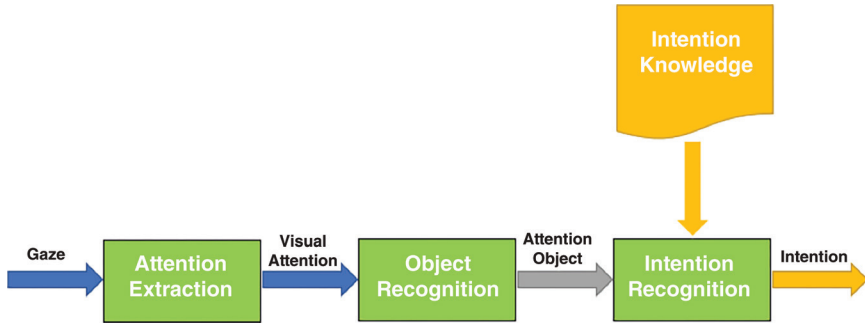 Intention
Knowledge
Gaze
Attention
Extraction
Visual
Attention
Object
Recognition
Attention
Object
Intention
Recognition
Intention